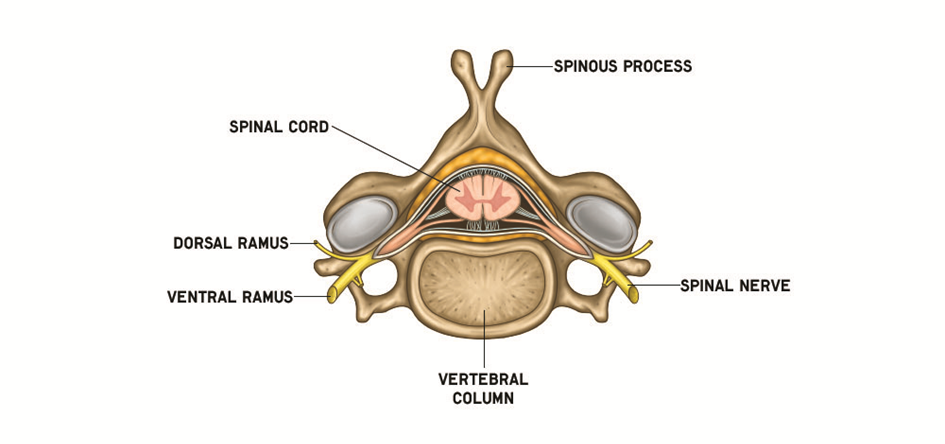 SPINOUS PROCESS
SPINAL CORD
DORSAL RAMUS
VENTRAL RAMUS
SPINAL NERVE
VERTEBRAL
COLUMN